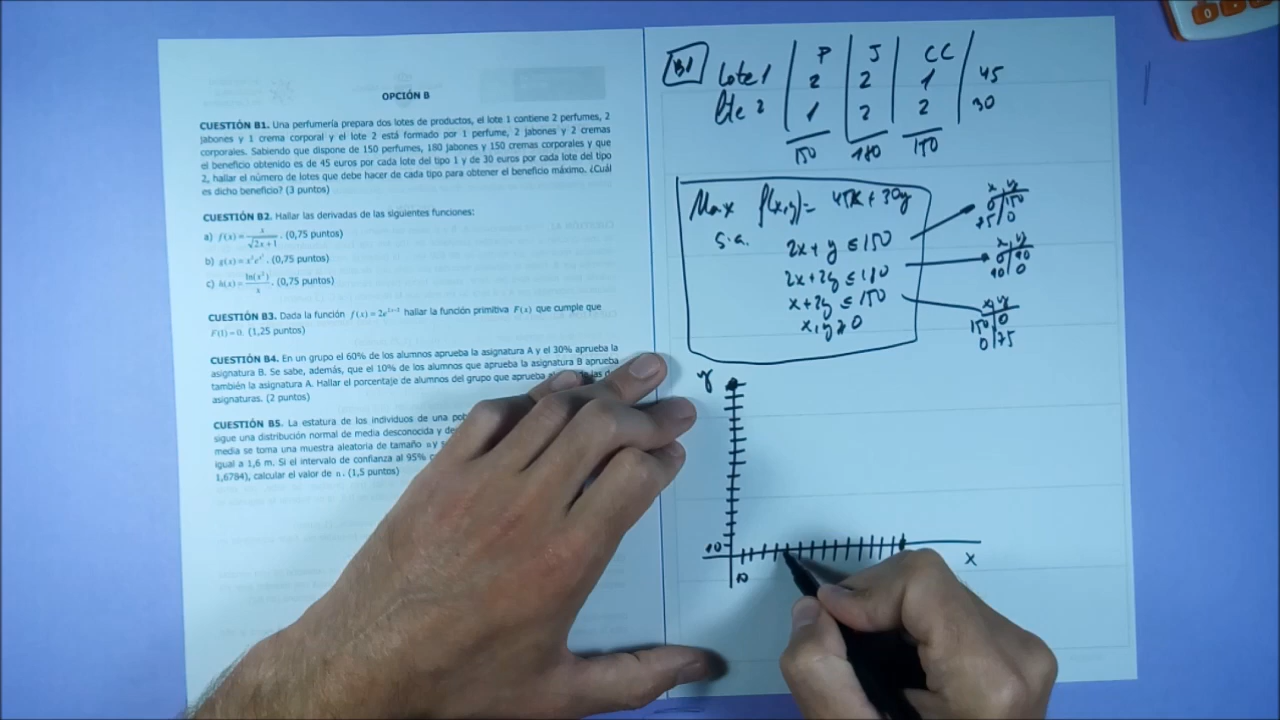 OPCIÓN B
CUESTIÓN B1. Una perfumería prepara dos lotes de productos, el lote 1 contiene 2 perfumes, 2
jabones y 1 crema corporal y el lote 2 está formado por 1 perfume, 2 jabones y 2 cremas
corporales. Sabiendo que dispone de 150 perfumes, 180 jabones y 150 cremas corporales y que
el beneficio obtenido es de 45 euros por cada lote del tipo 1 y de 30 euros por cada lote del tipo
2, hallar el número de lotes que debe hacer de cada tipo para obtener el beneficio máximo. ¿Cuál
es dicho beneficio? (3 puntos)
CUESTIÓN B2. Hallar las derivadas de las siguientes funciones:
a) f(x) = x/√(2x+1) . (0,75 puntos)
b) (0,75 puntos)
c) h(x) = ln(x²)/x . (0,75 puntos)
CUESTIÓN B3. Dada la función hallar la función primitiva F(x) que cumple que
F(1)=0. (1,25 puntos)
CUESTIÓN B4. En un grupo el 60% de los alumnos aprueba la asignatura A y el 30% aprueba la
asignatura B. Se sabe, además, que el 10% de los alumnos que aprueba la asignatura B aprueba
también la asignatura A. Hallar el porcentaje de alumnos del grupo que aprueba
asignaturas. (2 puntos)
CUESTIÓN B5. La estatura de los individuos de una
sigue una distribución normal de media desconocida y
media se toma una muestra aleatoria de tamaño n y
igual a 1,6 m. Si el intervalo de confianza al 95%
1,6784), calcular el valor de n. (1,5 puntos)
B1
P J CC
lote 1 2 2 1 45
lote 2 1 2 2 30
150 180 150
Max f(x,y)= 45x+30y
s.a.
2x+y ≤ 150
2x+2y ≤ 180
x+2y ≤ 150
x,y ≥ 0
x y
0 150
75 0
x y
0 90
90 0
x y
150 0
0 75
y
10
10
x